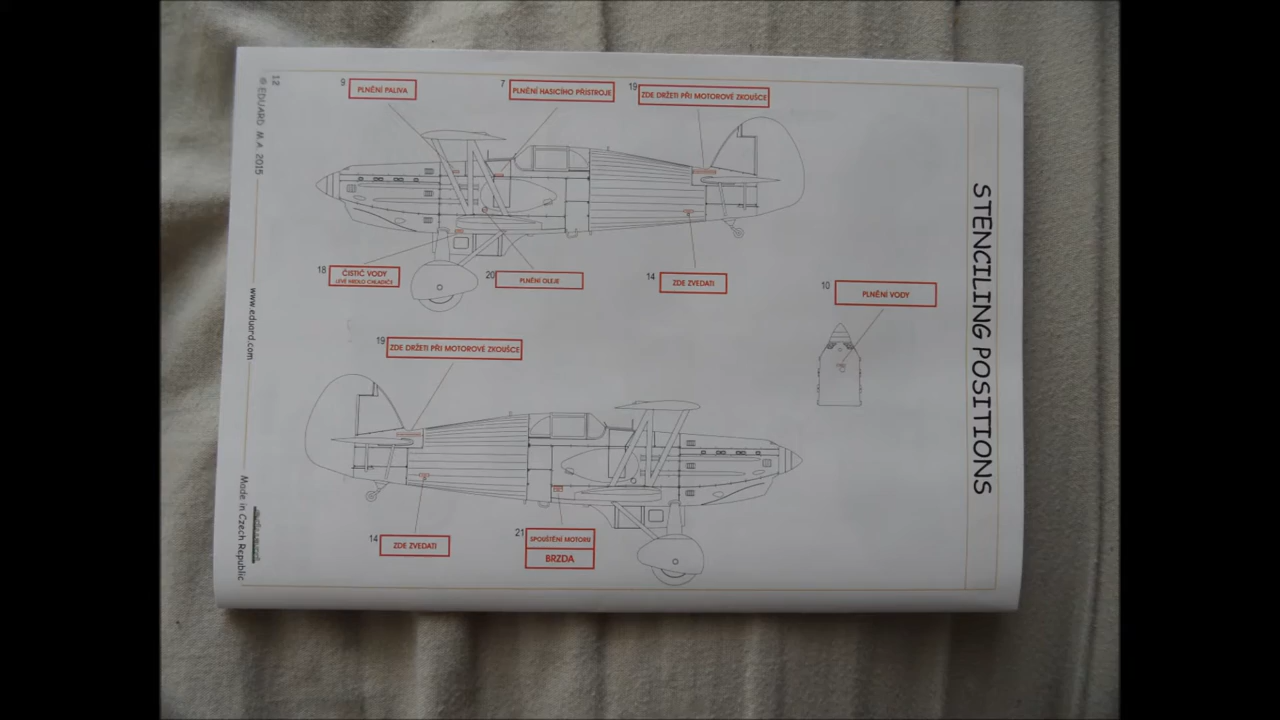 STENCILING POSITIONS
9
PLNĚNÍ PALIVA
7
PLNĚNÍ HASICÍHO PŘÍSTROJE
19
ZDE DRŽETI PŘI MOTOROVÉ ZKOUŠCE
18
ČISTIČ VODY
20
PLNĚNÍ OLEJE
14
ZDE ZVEDATI
10
PLNĚNÍ VODY
19
ZDE DRŽETI PŘI MOTOROVÉ ZKOUŠCE
14
ZDE ZVEDATI
21
SPOUŠTĚNÍ MOTORU
BRZDA
12
© EDUARD M.A. 2015
www.eduard.com
Made in Czech Republic